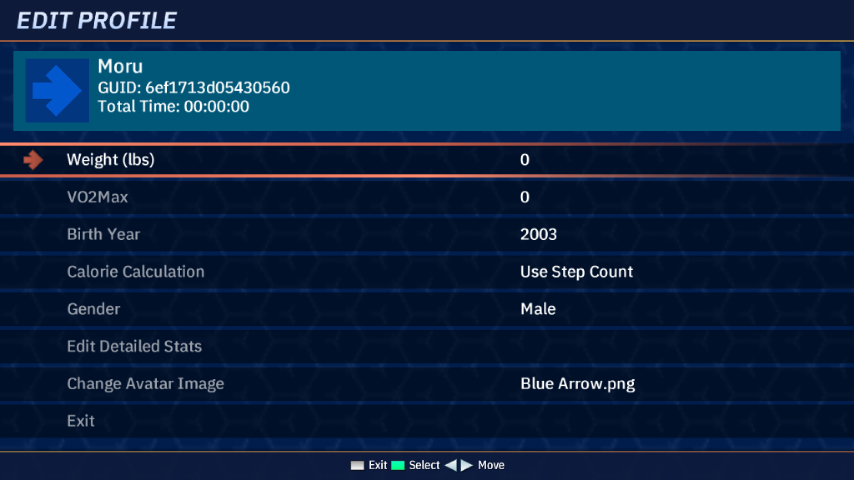 EDIT PROFILE
Moru
GUID: 6ef1713d05430560
Total Time: 00:00:00
Weight (lbs) 0
VO2Max 0
Birth Year 2003
Calorie Calculation Use Step Count
Gender Male
Edit Detailed Stats
Change Avatar Image Blue Arrow.png
Exit
Exit Select Move